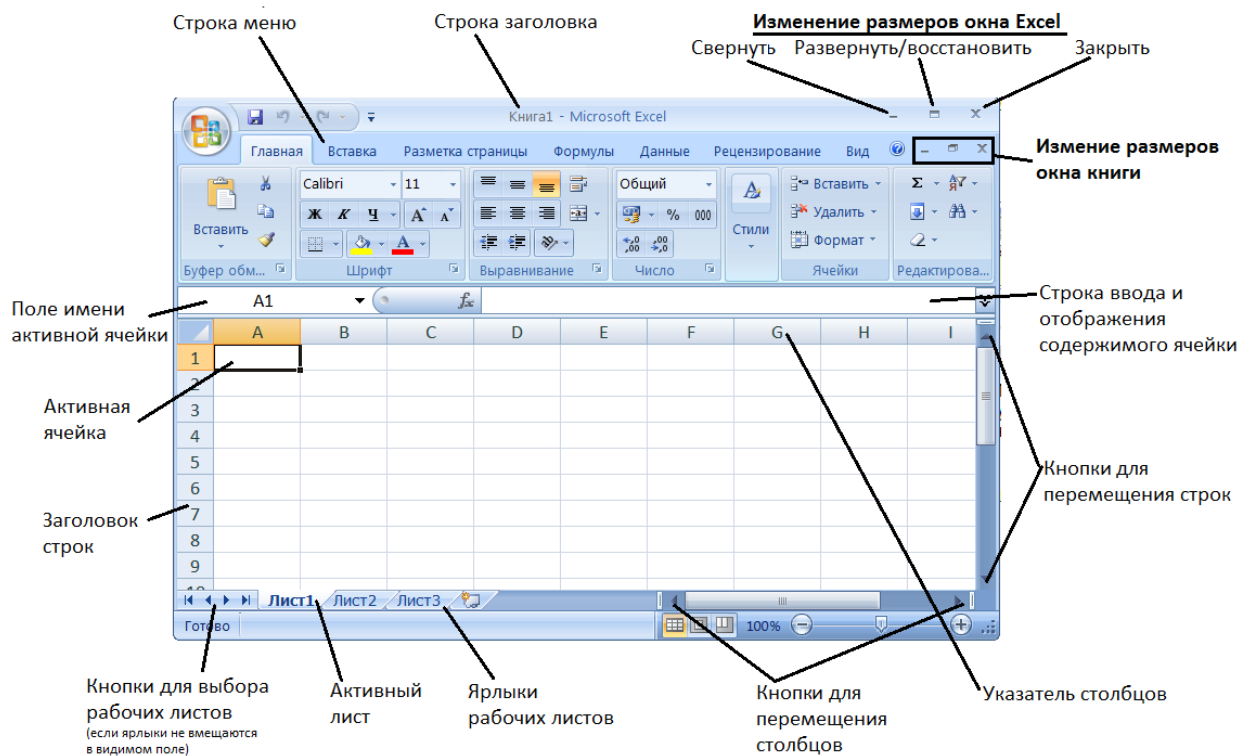 Строка меню
Строка заголовка
Изменение размеров окна Excel
Свернуть
Развернуть/восстановить
Закрыть
Книга1 - Microsoft Excel
Главная
Вставка
Разметка страницы
Формулы
Данные
Рецензирование
Вид
Измение размеров
окна книги
Вставить
Буфер обм...
Calibri
11
Ж К Ч
Шрифт
Выравнивание
Общий
% 000
Число
Стили
Вставить
Удалить
Формат
Ячейки
Σ
Редактирова...
Поле имени
активной ячейки
A1
fx
Строка ввода и
отображения
содержимого ячейки
A B C D E F G H I
1
2
3
4
5
6
7
8
9
10
Активная
ячейка
Заголовок
строк
Кнопки для
перемещения строк
Лист1 Лист2 Лист3
Готово
100%
Кнопки для выбора
рабочих листов
(если ярлыки не вмещаются
в видимом поле)
Активный
лист
Ярлыки
рабочих листов
Кнопки для
перемещения
столбцов
Указатель столбцов